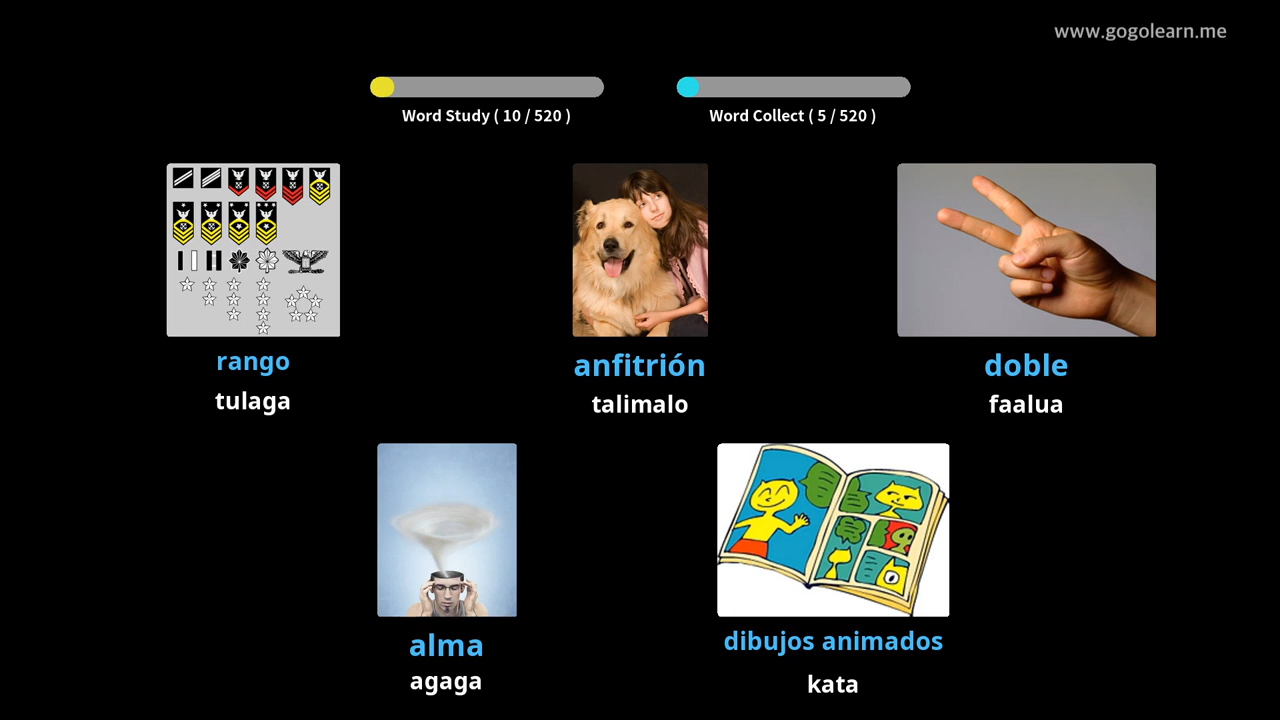 www.gogolearn.me
Word Study ( 10 / 520 )
Word Collect ( 5 / 520 )
rango
tulaga
anfitrión
talimalo
doble
faalua
alma
agaga
dibujos animados
kata